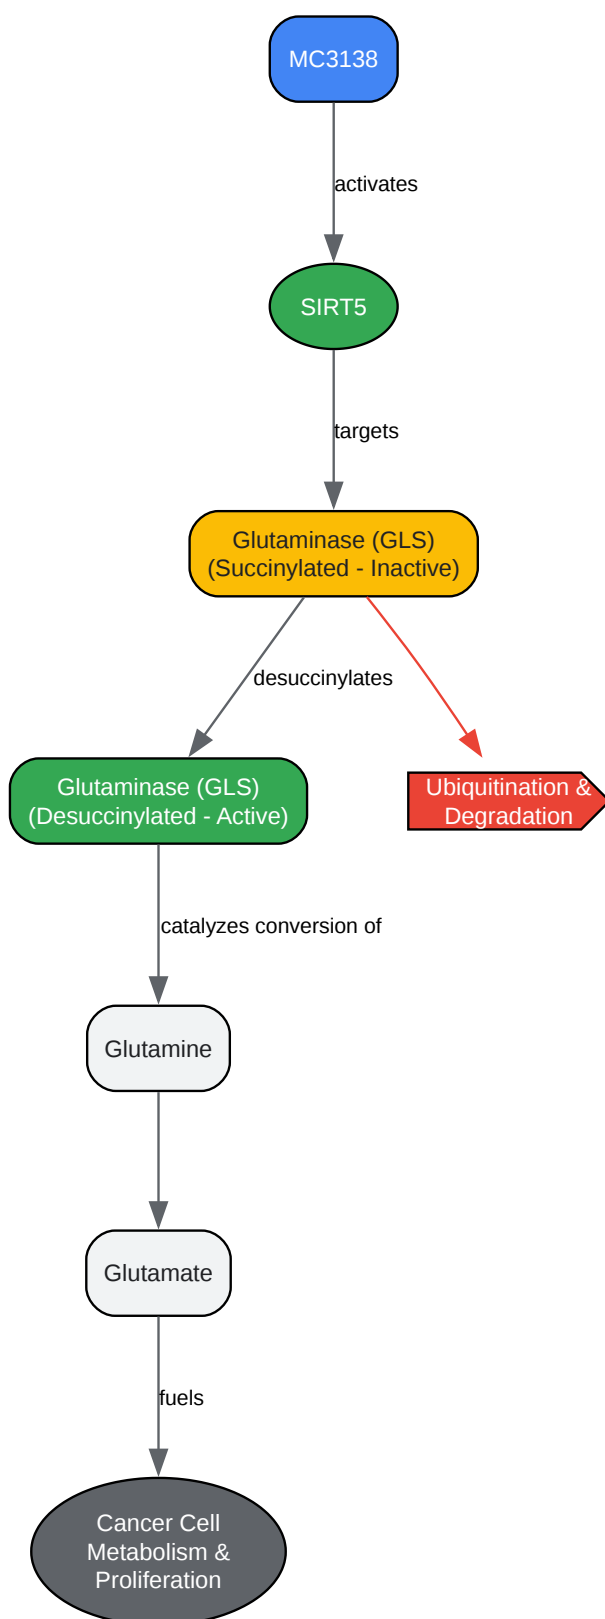 MC3138
activates
SIRT5
targets
Glutaminase (GLS)
(Succinylated - Inactive)
desuccinylates
Glutaminase (GLS)
(Desuccinylated - Active)
Ubiquitination &
Degradation
catalyzes conversion of
Glutamine
Glutamate
fuels
Cancer Cell
Metabolism &
Proliferation